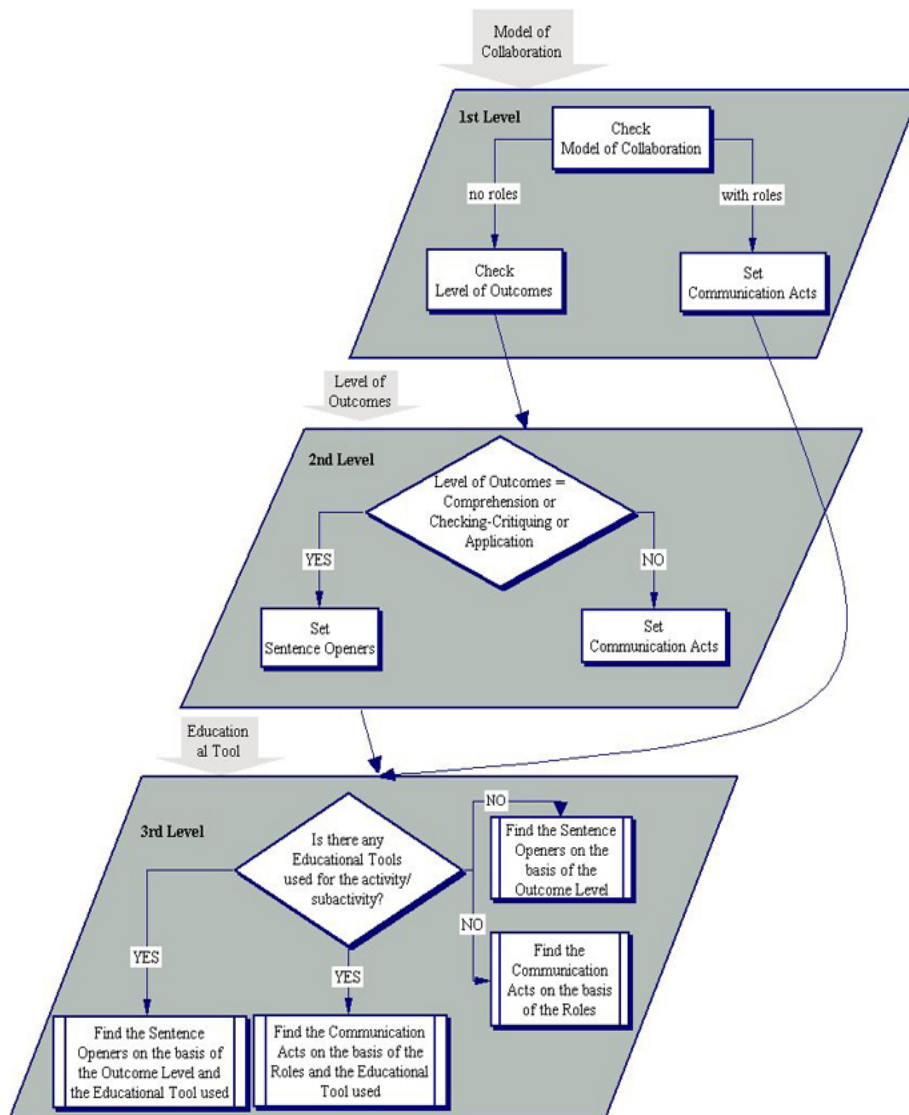 Model of
Collaboration
1st Level
Check
Model of Collaboration
no roles
with roles
Check
Level of Outcomes
Set
Communication Acts
Level of
Outcomes
2nd Level
Level of Outcomes =
Comprehension or
Checking-Critiquing or
Application
YES
NO
Set
Sentence Openers
Set
Communication Acts
Education
al Tool
3rd Level
Is there any
Educational Tools
used for the activity/
subactivity?
NO
Find the Sentence
Openers on the
basis of the
Outcome Level
NO
Find the
Communication
Acts on the basis
of the Roles
YES
YES
Find the Sentence
Openers on the basis of
the Outcome Level and
the Educational Tool used
Find the Communication
Acts on the basis of the
Roles and the Educational
Tool used